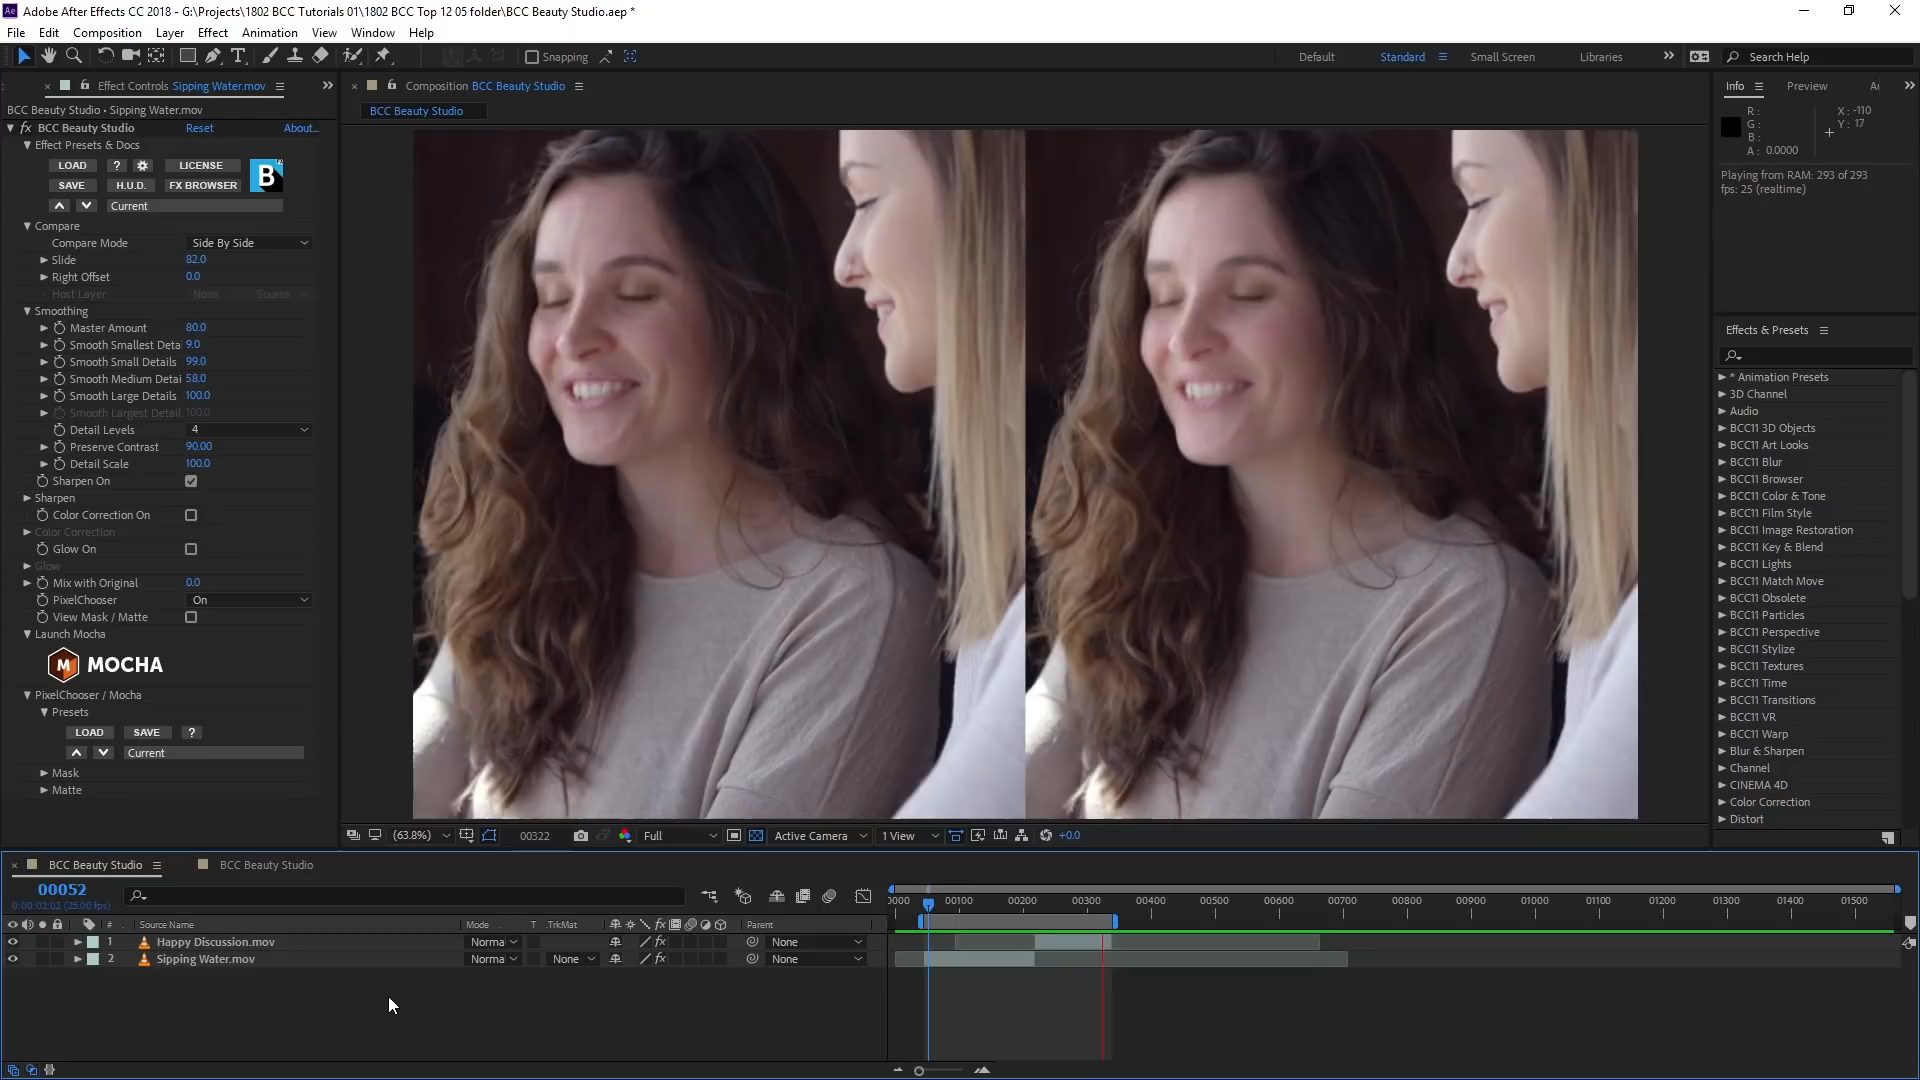 Ae Adobe After Effects CC 2018 - G:\Projects\1802 BCC Tutorials 01\1802 BCC Top 12 05 folder\BCC Beauty Studio.aep *
File Edit Composition Layer Effect Animation View Window Help
Snapping Default Standard Small Screen Libraries Search Help
Effect Controls Sipping Water.mov
BCC Beauty Studio • Sipping Water.mov
fx BCC Beauty Studio Reset About...
Effect Presets & Docs
LOAD ? LICENSE
B
SAVE H.U.D. FX BROWSER
Current
Compare
Compare Mode Side By Side
Slide 82.0
Right Offset 0.0
Host Layer None Source
Smoothing
Master Amount 80.0
Smooth Smallest Deta 9.0
Smooth Small Details 99.0
Smooth Medium Detai 58.0
Smooth Large Details 100.0
Smooth Largest Detail 100.0
Detail Levels 4
Preserve Contrast 90.00
Detail Scale 100.0
Sharpen On
Sharpen
Color Correction On
Color Correction
Glow On
Glow
Mix with Original 0.0
PixelChooser On
View Mask / Matte
Launch Mocha
M MOCHA
PixelChooser / Mocha
Presets
LOAD SAVE ?
Current
Mask
Matte
Composition BCC Beauty Studio
BCC Beauty Studio
(63.8%) 00322 Full Active Camera 1 View +0.0
Info Preview
R:
G:
B:
A: 0.0000
X: -110
Y: 17
Playing from RAM: 293 of 293
fps: 25 (realtime)
Effects & Presets
* Animation Presets
3D Channel
Audio
BCC11 3D Objects
BCC11 Art Looks
BCC11 Blur
BCC11 Browser
BCC11 Color & Tone
BCC11 Film Style
BCC11 Image Restoration
BCC11 Key & Blend
BCC11 Lights
BCC11 Match Move
BCC11 Obsolete
BCC11 Particles
BCC11 Perspective
BCC11 Stylize
BCC11 Textures
BCC11 Time
BCC11 Transitions
BCC11 VR
BCC11 Warp
Blur & Sharpen
Channel
CINEMA 4D
Color Correction
Distort
BCC Beauty Studio BCC Beauty Studio
00052
0:00:02:02 (25.00 fps)
0000 00100 00200 00300 00400 00500 00600 00700 00800 00900 01000 01100 01200 01300 01400 01500
# Source Name Mode T .TrkMat fx Parent
1 Happy Discussion.mov Norma fx None
2 Sipping Water.mov Norma None fx None